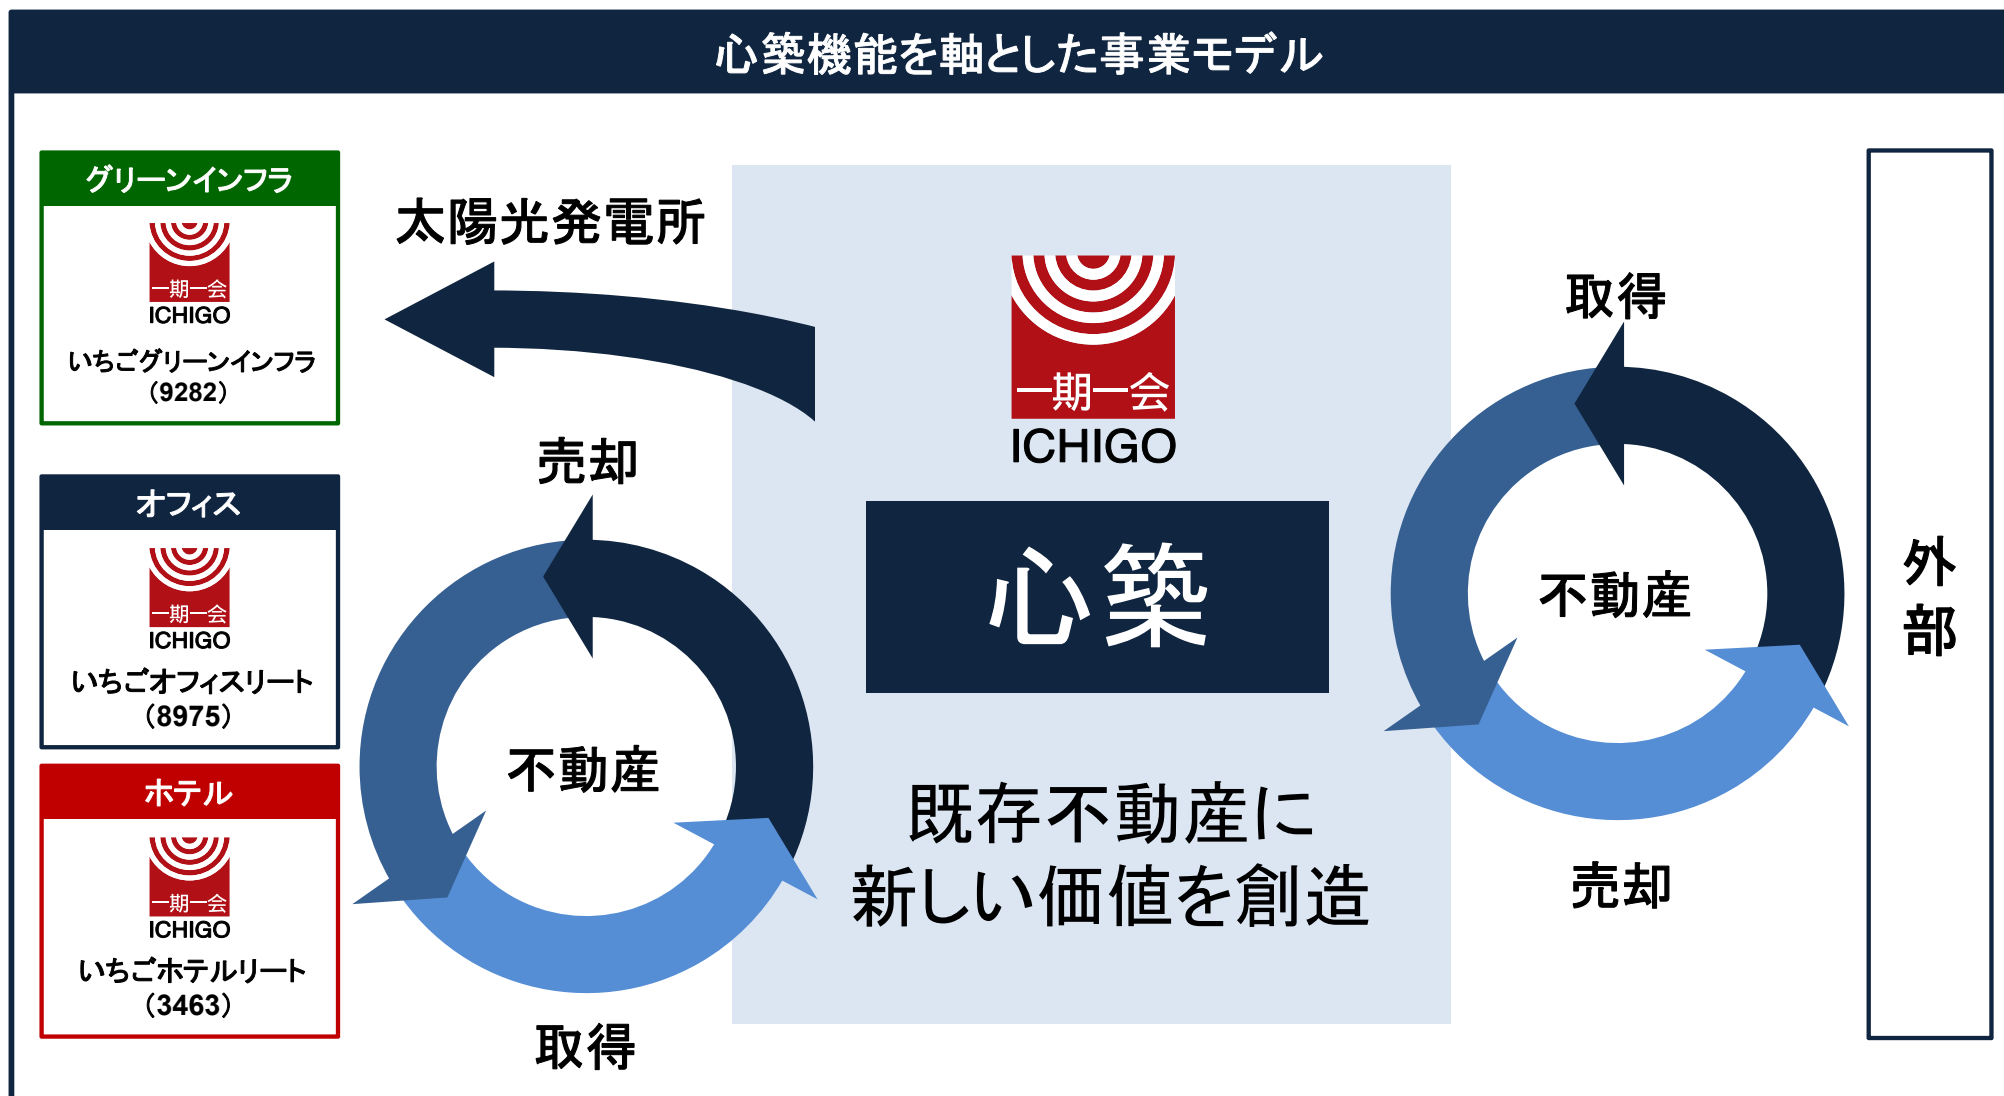 心築機能を軸とした事業モデル
グリーンインフラ
一期一会
ICHIGO
いちごグリーンインフラ
（9282）
オフィス
一期一会
ICHIGO
いちごオフィスリート
（8975）
ホテル
一期一会
ICHIGO
いちごホテルリート
（3463）
太陽光発電所
売却
不動産
取得
一期一会
ICHIGO
心築
既存不動産に
新しい価値を創造
取得
不動産
売却
外部